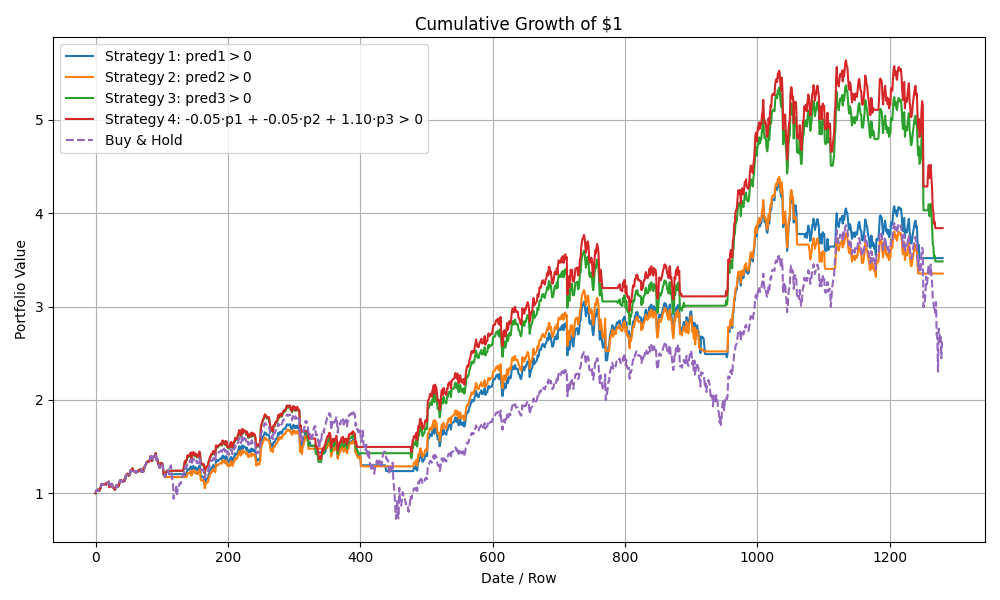 Cumulative Growth of $1
Strategy 1: pred1 > 0
Strategy 2: pred2 > 0
Strategy 3: pred3 > 0
Strategy 4: -0.05·p1 + -0.05·p2 + 1.10·p3 > 0
Buy & Hold
Portfolio Value
5
4
3
2
1
0 200 400 600 800 1000 1200
Date / Row